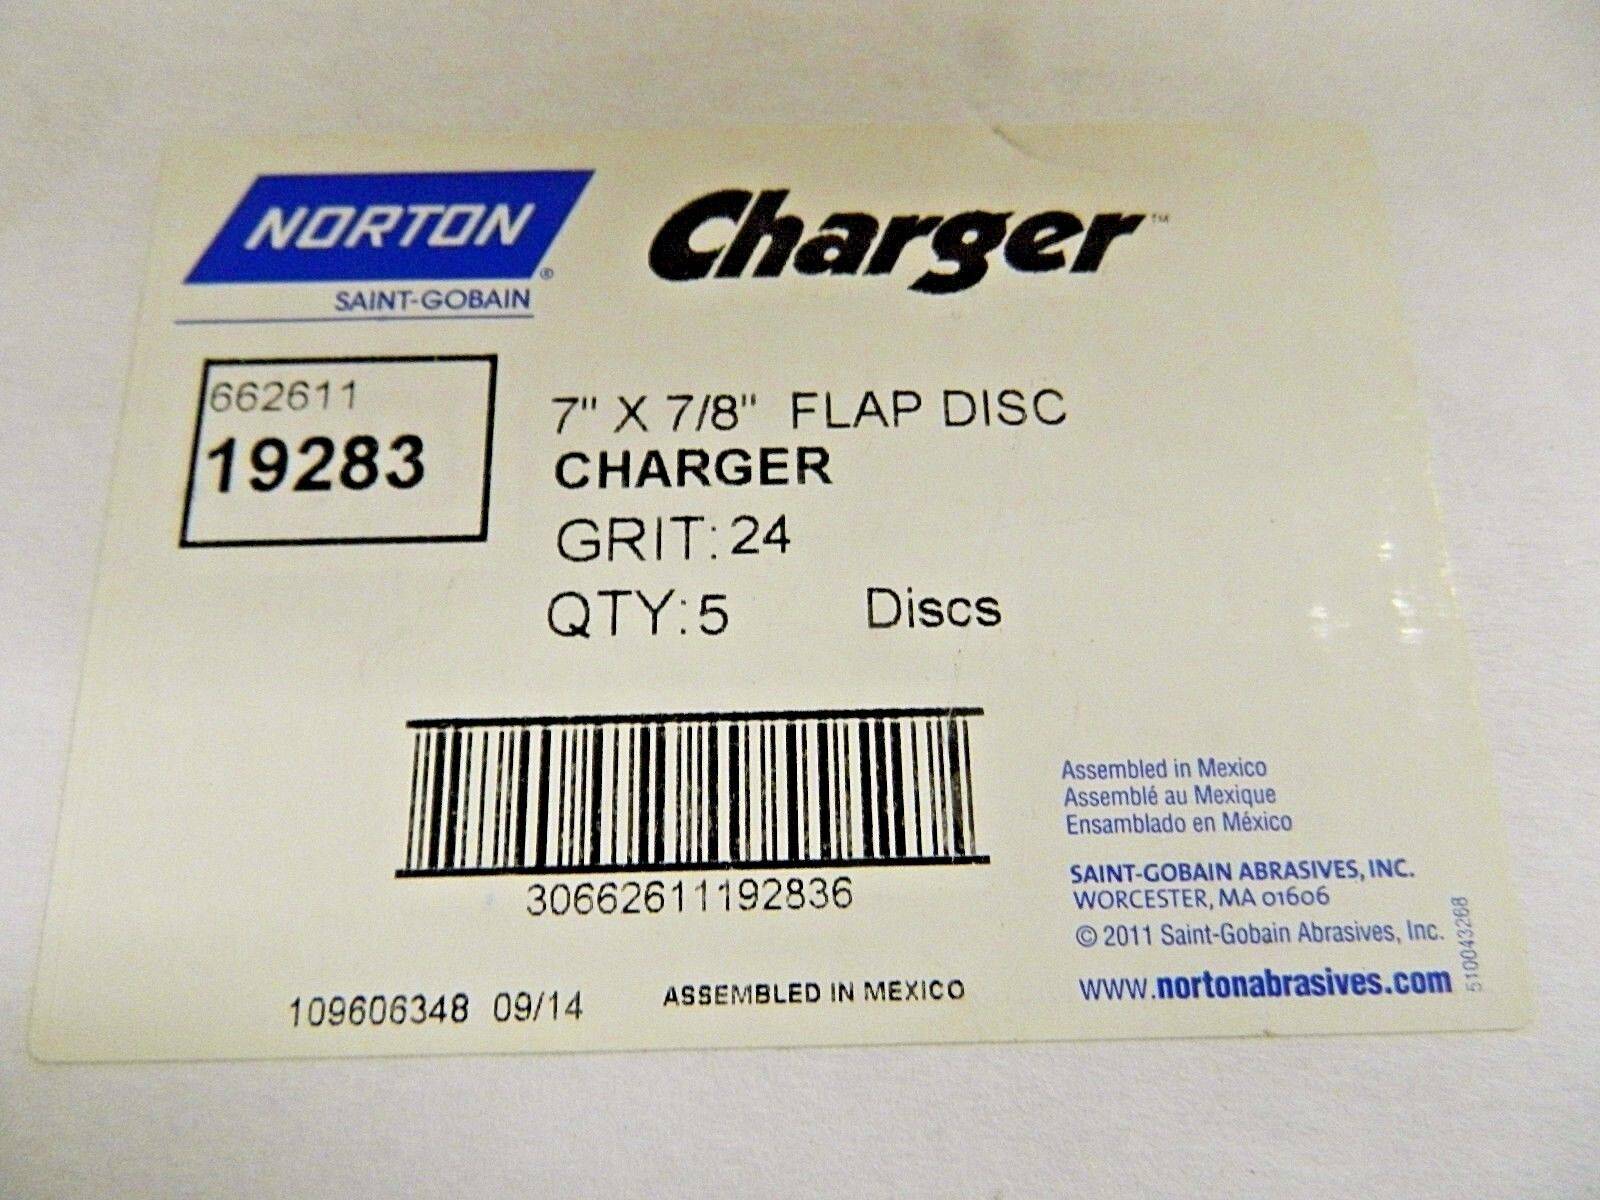 NORTON®
SAINT-GOBAIN
Charger™
662611
19283
7" X 7/8" FLAP DISC
CHARGER
GRIT: 24
QTY: 5 Discs
30662611192836
109606348 09/14
ASSEMBLED IN MEXICO
Assembled in Mexico
Assemblé au Mexique
Ensamblado en México
SAINT-GOBAIN ABRASIVES, INC.
WORCESTER, MA 01606
© 2011 Saint-Gobain Abrasives, Inc.
www.nortonabrasives.com
510043268